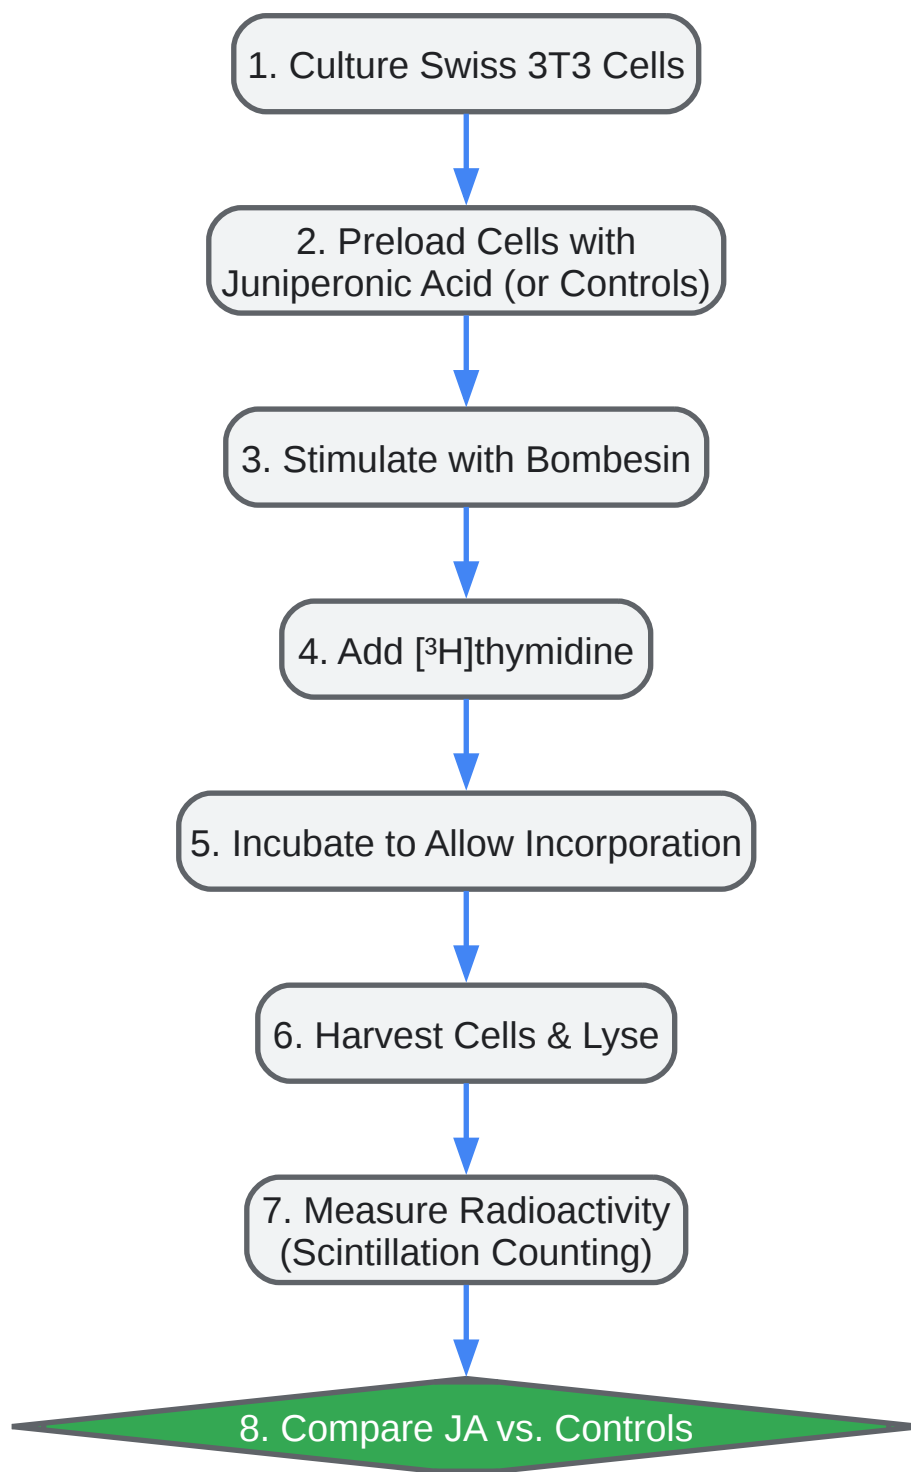 1. Culture Swiss 3T3 Cells
2. Preload Cells with
Juniperonic Acid (or Controls)
3. Stimulate with Bombesin
4. Add [³H]thymidine
5. Incubate to Allow Incorporation
6. Harvest Cells & Lyse
7. Measure Radioactivity
(Scintillation Counting)
8. Compare JA vs. Controls